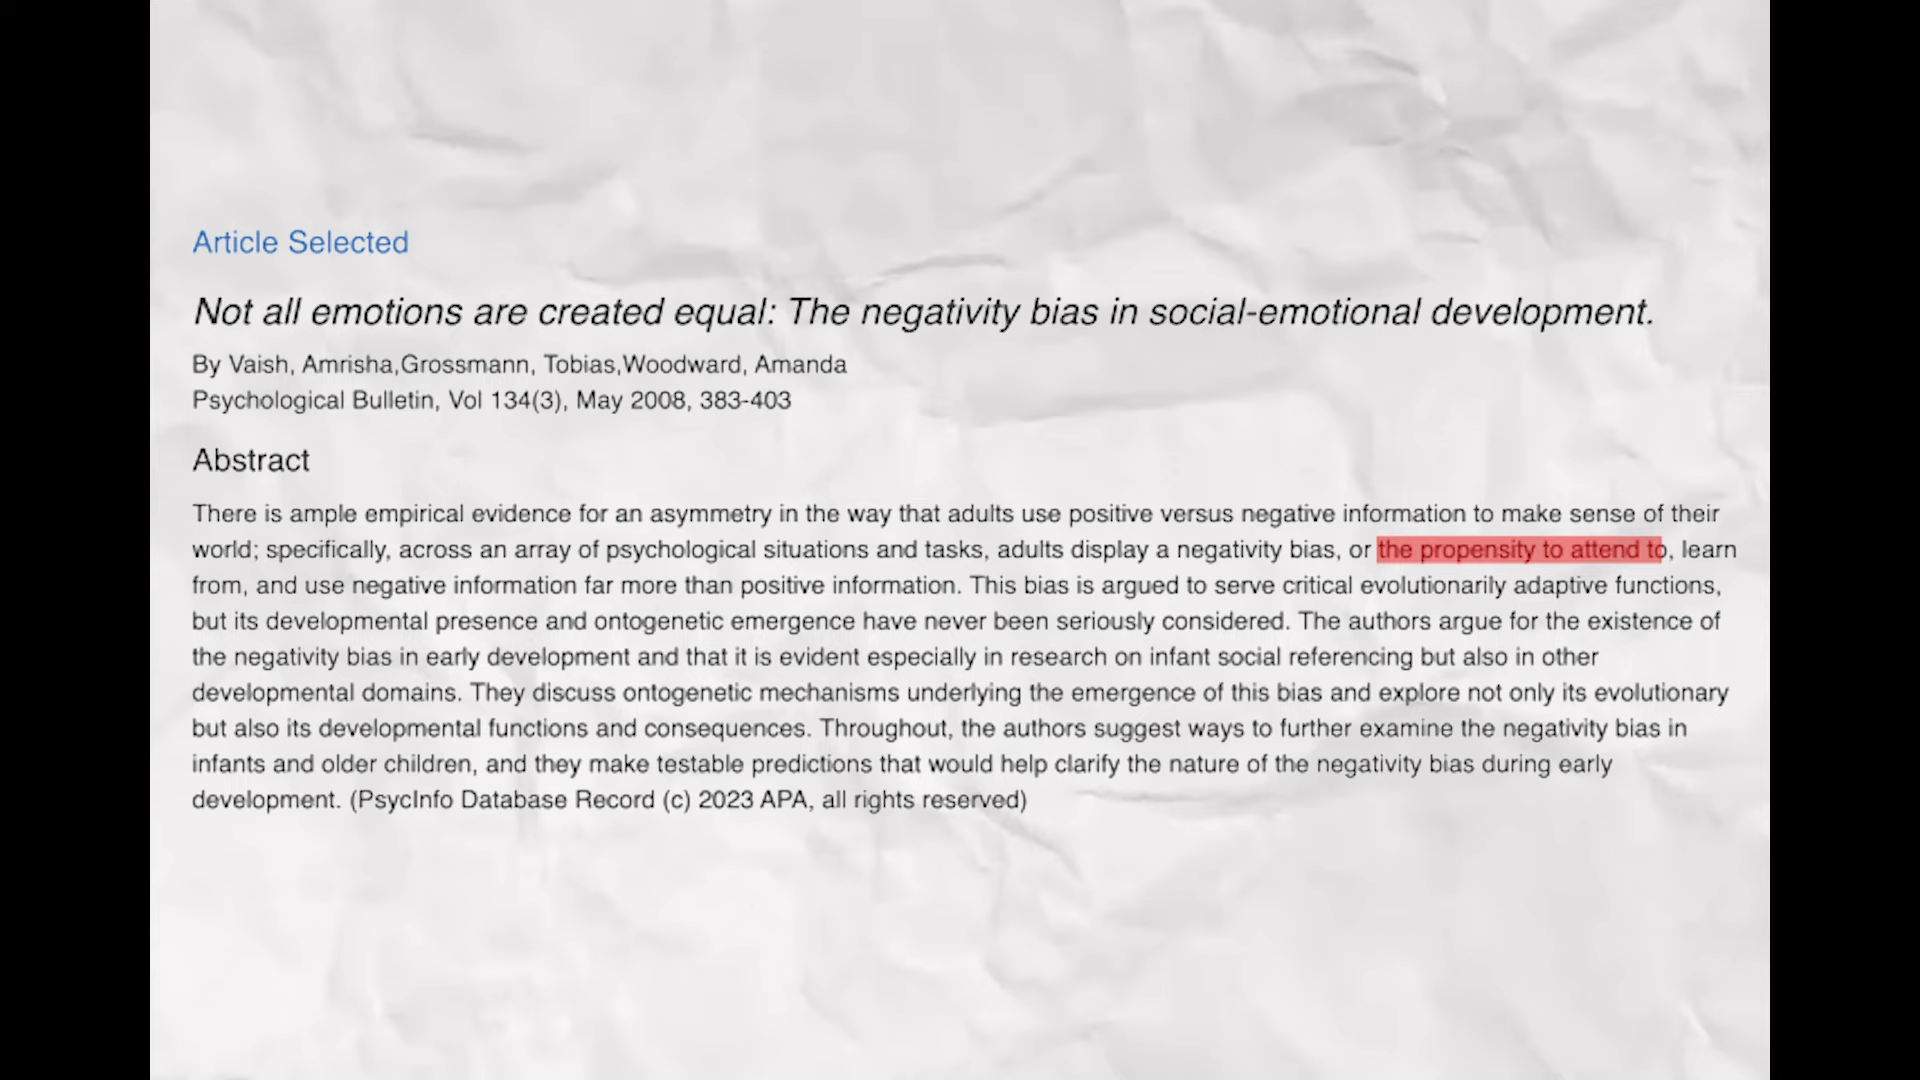 Article Selected
Not all emotions are created equal: The negativity bias in social-emotional development.
By Vaish, Amrisha,Grossmann, Tobias,Woodward, Amanda
Psychological Bulletin, Vol 134(3), May 2008, 383-403
Abstract
There is ample empirical evidence for an asymmetry in the way that adults use positive versus negative information to make sense of their
world; specifically, across an array of psychological situations and tasks, adults display a negativity bias, or the propensity to attend to, learn
from, and use negative information far more than positive information. This bias is argued to serve critical evolutionarily adaptive functions,
but its developmental presence and ontogenetic emergence have never been seriously considered. The authors argue for the existence of
the negativity bias in early development and that it is evident especially in research on infant social referencing but also in other
developmental domains. They discuss ontogenetic mechanisms underlying the emergence of this bias and explore not only its evolutionary
but also its developmental functions and consequences. Throughout, the authors suggest ways to further examine the negativity bias in
infants and older children, and they make testable predictions that would help clarify the nature of the negativity bias during early
development. (PsycInfo Database Record (c) 2023 APA, all rights reserved)